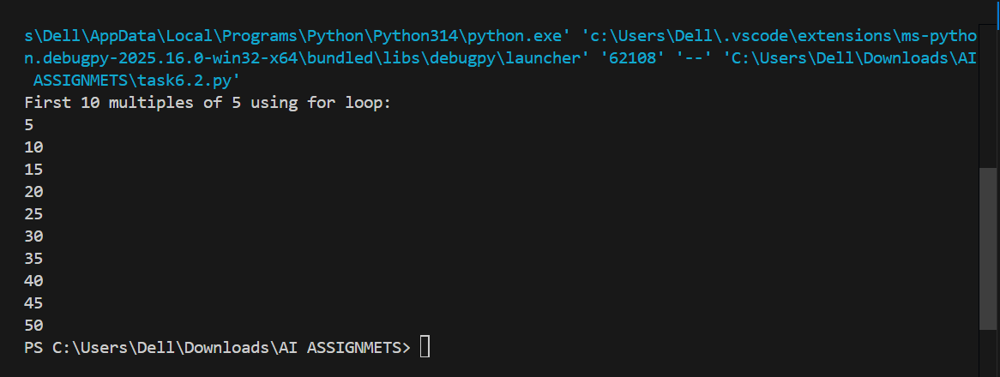 s\Dell\AppData\Local\Programs\Python\Python314\python.exe' 'c:\Users\Dell\.vscode\extensions\ms-pytho
n.debugpy-2025.16.0-win32-x64\bundled\libs\debugpy\launcher' '62108' '--' 'C:\Users\Dell\Downloads\AI
 ASSIGNMETS\task6.2.py'
First 10 multiples of 5 using for loop:
5
10
15
20
25
30
35
40
45
50
PS C:\Users\Dell\Downloads\AI ASSIGNMETS>